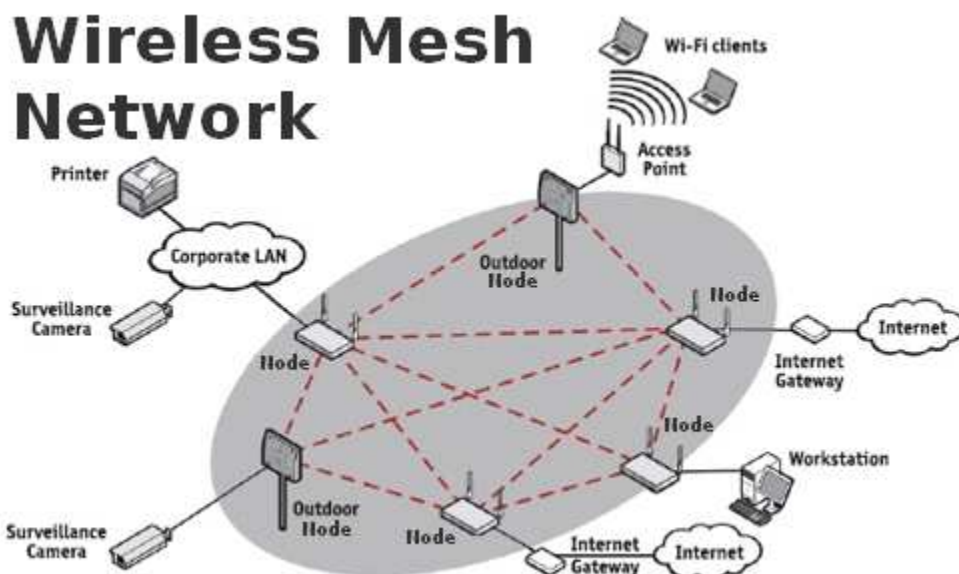 Wireless Mesh
Network
Wi-Fi clients
Access
Point
Printer
Corporate LAN
Outdoor
Node
Surveillance
Camera
Node
Node
Internet
Internet
Gateway
Node
Workstation
Outdoor
Node
Node
Surveillance
Camera
Internet
Gateway
Internet